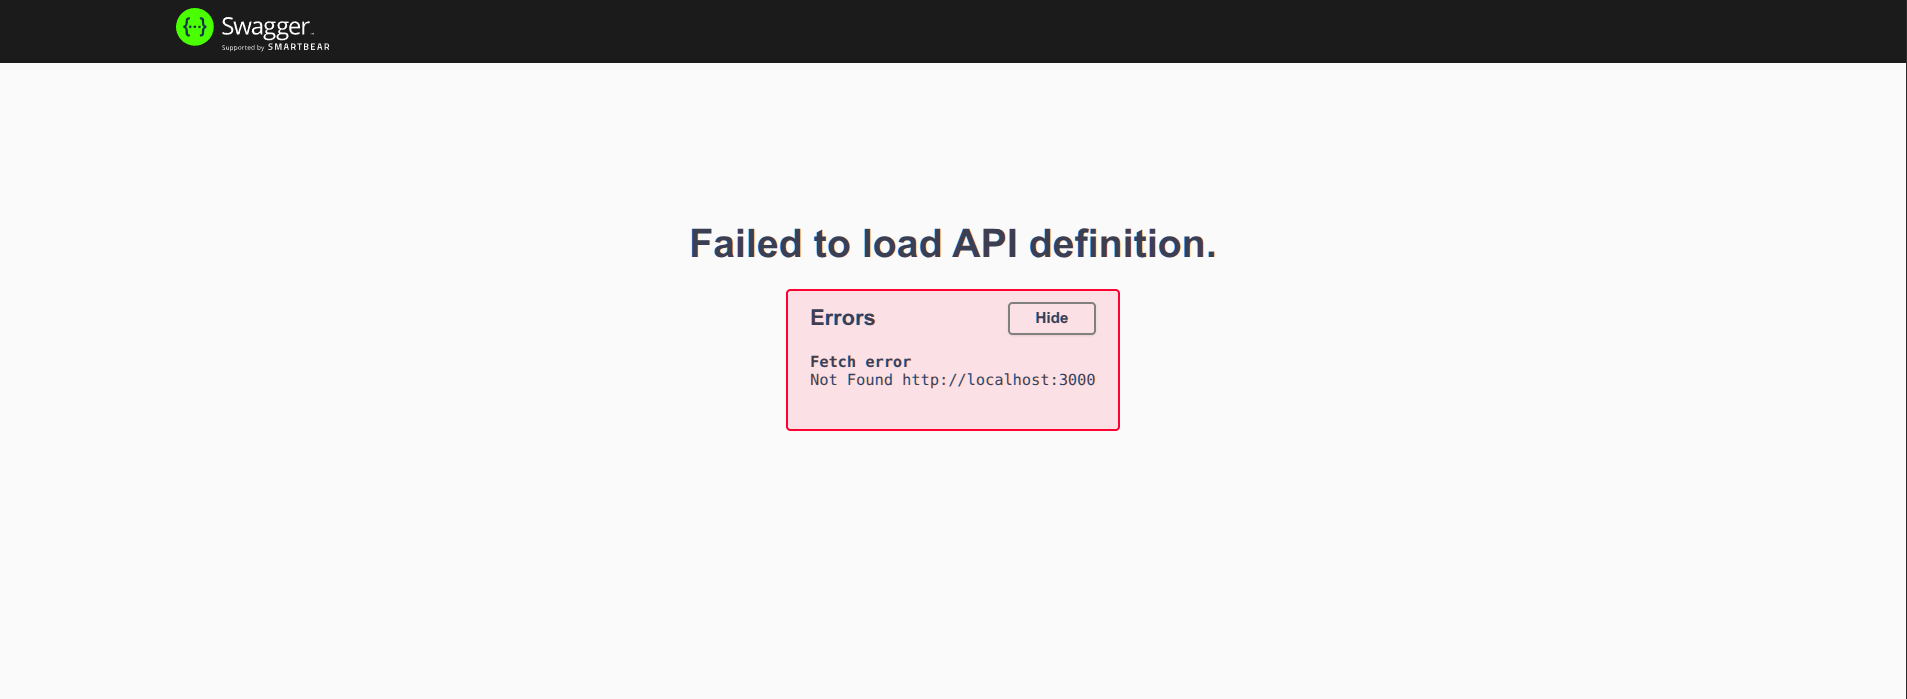 Swagger
Supported by SMARTBEAR
Failed to load API definition.
Errors
Hide
Fetch error
Not Found http://localhost:3000